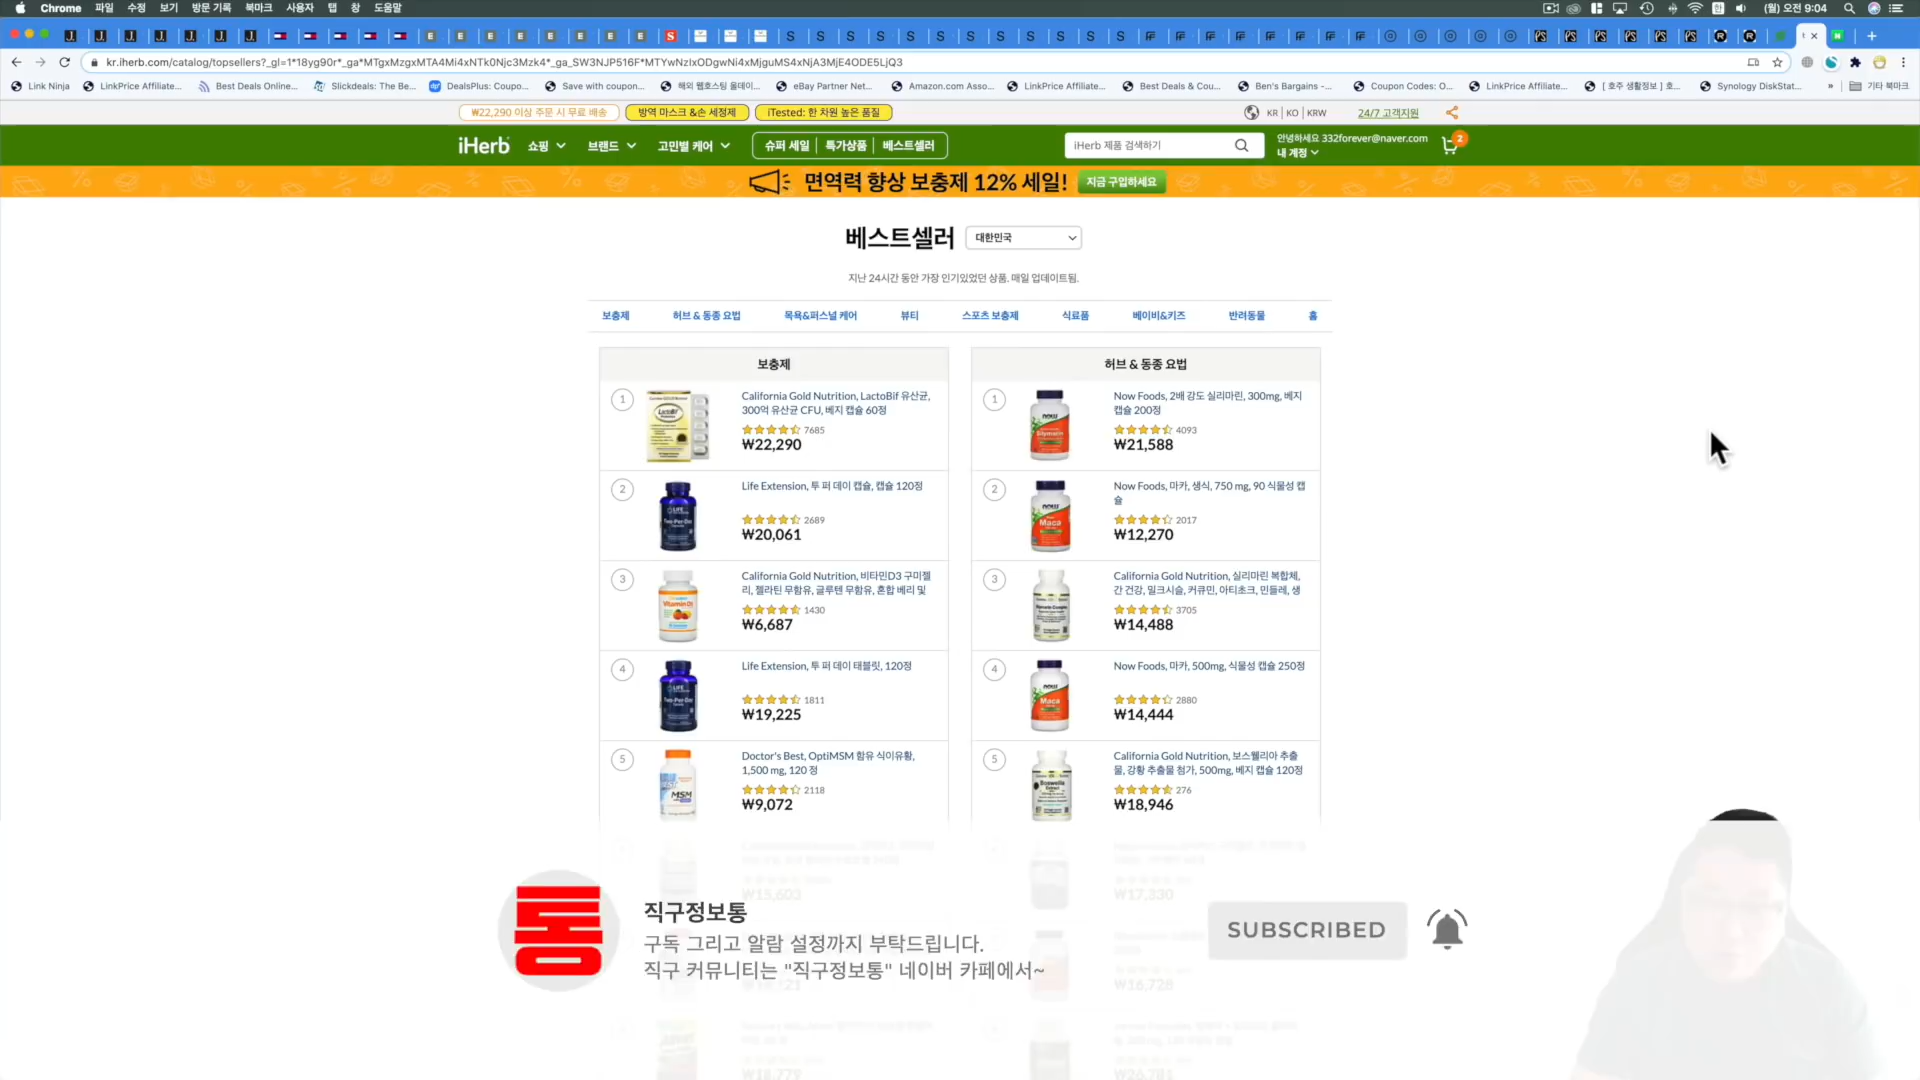 Chrome 파일 수정 보기 방문 기록 북마크 사용자 탭 창 도움말
(월) 오전 9:04
kr.iherb.com/catalog/topsellers?_gl=1*18yg90r*_ga*MTgxMzgxMTA4Mi4xNTk0Njc3Mzk4*_ga_SW3NJP516F*MTYwNzIxODgwNi4xMjguMS4xNjA3MjE4ODE5LjQ3
Link Ninja LinkPrice Affiliate... Best Deals Online... Slickdeals: The Be... DealsPlus: Coupo... Save with coupon... 해외 웹호스팅 올데이... eBay Partner Net... Amazon.com Asso... LinkPrice Affiliate... Best Deals & Cou... Ben's Bargains -... Coupon Codes: O... LinkPrice Affiliate... [ 호주 생활정보 ] 호... Synology DiskStat... » 기타 북마크
₩22,290 이상 주문 시 무료 배송 방역 마스크 &손 세정제 iTested: 한 차원 높은 품질 KR | KO | KRW 24/7 고객지원
iHerb 쇼핑 브랜드 고민별 케어 슈퍼 세일 특가상품 베스트셀러 iHerb 제품 검색하기 안녕하세요 332forever@naver.com 2
내 계정
면역력 향상 보충제 12% 세일! 지금 구입하세요
베스트셀러 대한민국
지난 24시간 동안 가장 인기있었던 상품. 매일 업데이트됨.
보충제 허브 & 동종 요법 목욕&퍼스널 케어 뷰티 스포츠 보충제 식료품 베이비&키즈 반려동물 홈
보충제
1
California Gold Nutrition, LactoBif 유산균,
300억 유산균 CFU, 베지 캡슐 60정
7685
₩22,290
2
Life Extension, 투 퍼 데이 캡슐, 캡슐 120정
2689
₩20,061
3
California Gold Nutrition, 비타민D3 구미젤
리, 젤라틴 무함유, 글루텐 무함유, 혼합 베리 및
1430
₩6,687
4
Life Extension, 투 퍼 데이 태블릿, 120정
1811
₩19,225
5
Doctor's Best, OptiMSM 함유 식이유황,
1,500 mg, 120 정
2118
₩9,072
₩15,603
₩18,779
허브 & 동종 요법
1
Now Foods, 2배 강도 실리마린, 300mg, 베지
캡슐 200정
4093
₩21,588
2
Now Foods, 마카, 생식, 750 mg, 90 식물성 캡
슐
2017
₩12,270
3
California Gold Nutrition, 실리마린 복합체,
간 건강, 밀크시슬, 커큐민, 아티초크, 민들레, 생
3705
₩14,488
4
Now Foods, 마카, 500mg, 식물성 캡슐 250정
2880
₩14,444
5
California Gold Nutrition, 보스웰리아 추출
물, 강황 추출물 첨가, 500mg, 베지 캡슐 120정
276
₩18,946
₩17,330
₩16,728
₩26,781
통
직구정보통
구독 그리고 알람 설정까지 부탁드립니다.
직구 커뮤니티는 "직구정보통" 네이버 카페에서~
SUBSCRIBED